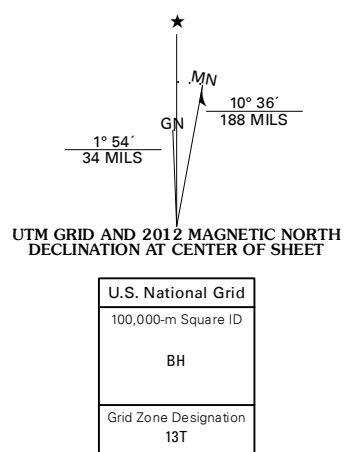 ★
MN
GN
10° 36´
188 MILS
1° 54´
34 MILS
UTM GRID AND 2012 MAGNETIC NORTH
DECLINATION AT CENTER OF SHEET
U.S. National Grid
100,000-m Square ID
BH
Grid Zone Designation
13T